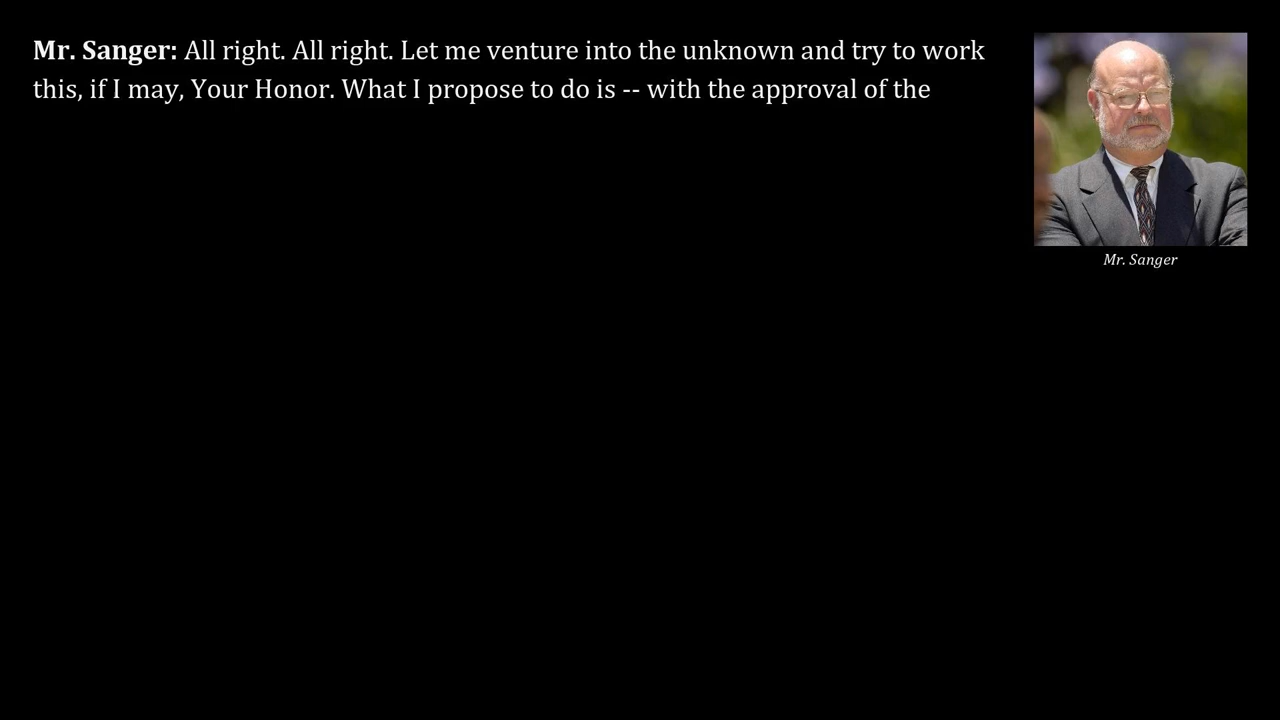 Mr. Sanger: All right. All right. Let me venture into the unknown and try to work
this, if I may, Your Honor. What I propose to do is -- with the approval of the
Mr. Sanger